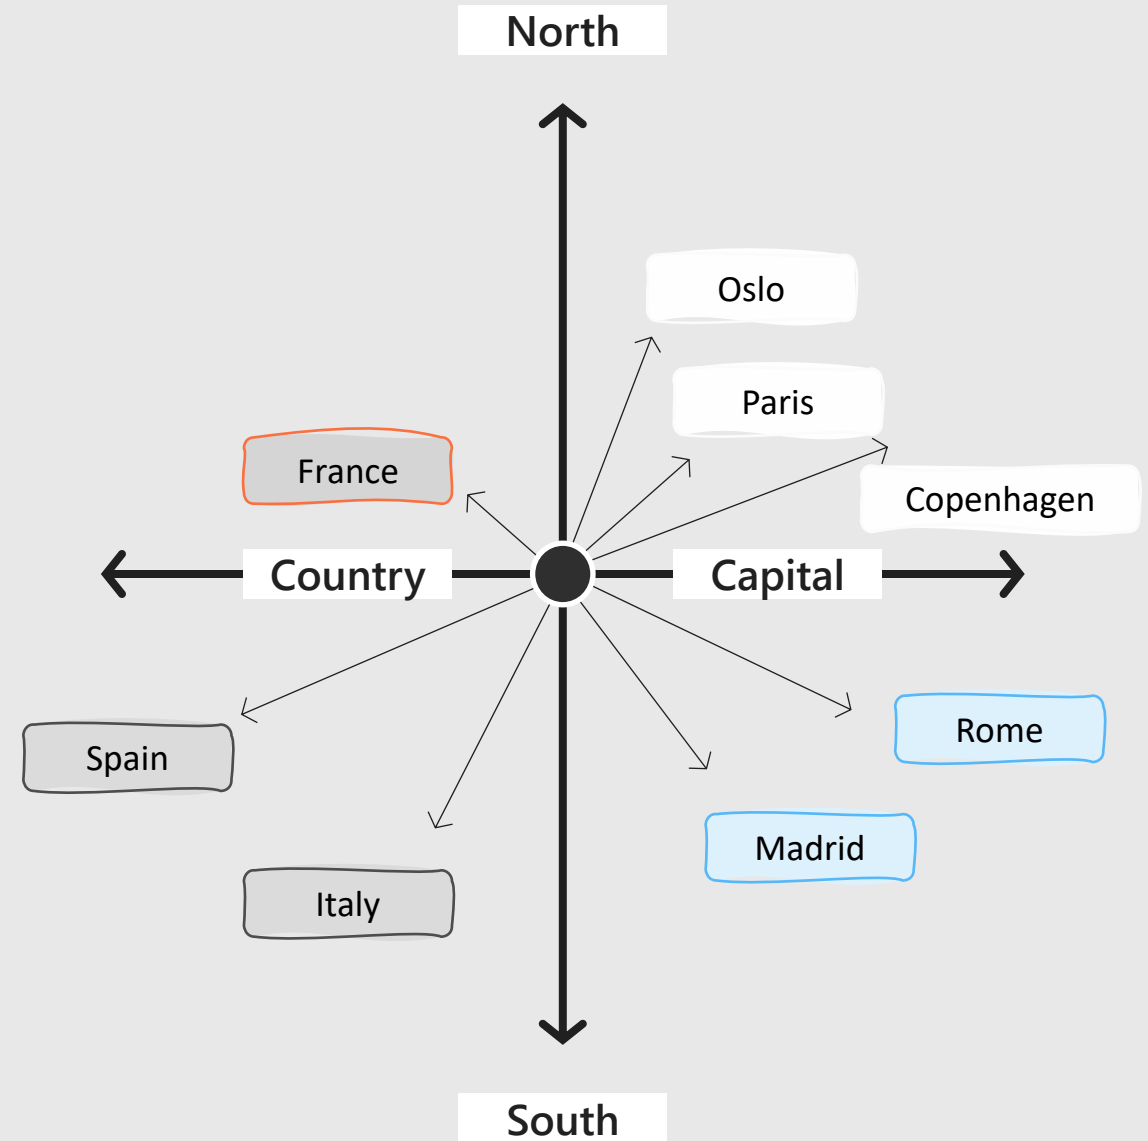 North
Oslo
Paris
France
Copenhagen
Country
Capital
Rome
Spain
Madrid
Italy
South